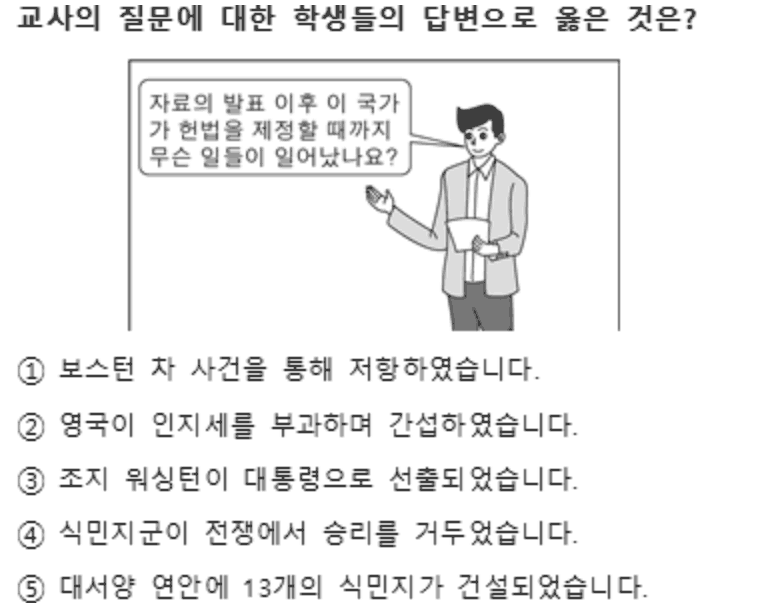 교사의 질문에 대한 학생들의 답변으로 옳은 것은?
자료의 발표 이후 이 국가
가 헌법을 제정할 때까지
무슨 일들이 일어났나요?
① 보스턴 차 사건을 통해 저항하였습니다.
② 영국이 인지세를 부과하며 간섭하였습니다.
③ 조지 워싱턴이 대통령으로 선출되었습니다.
④ 식민지군이 전쟁에서 승리를 거두었습니다.
⑤ 대서양 연안에 13개의 식민지가 건설되었습니다.